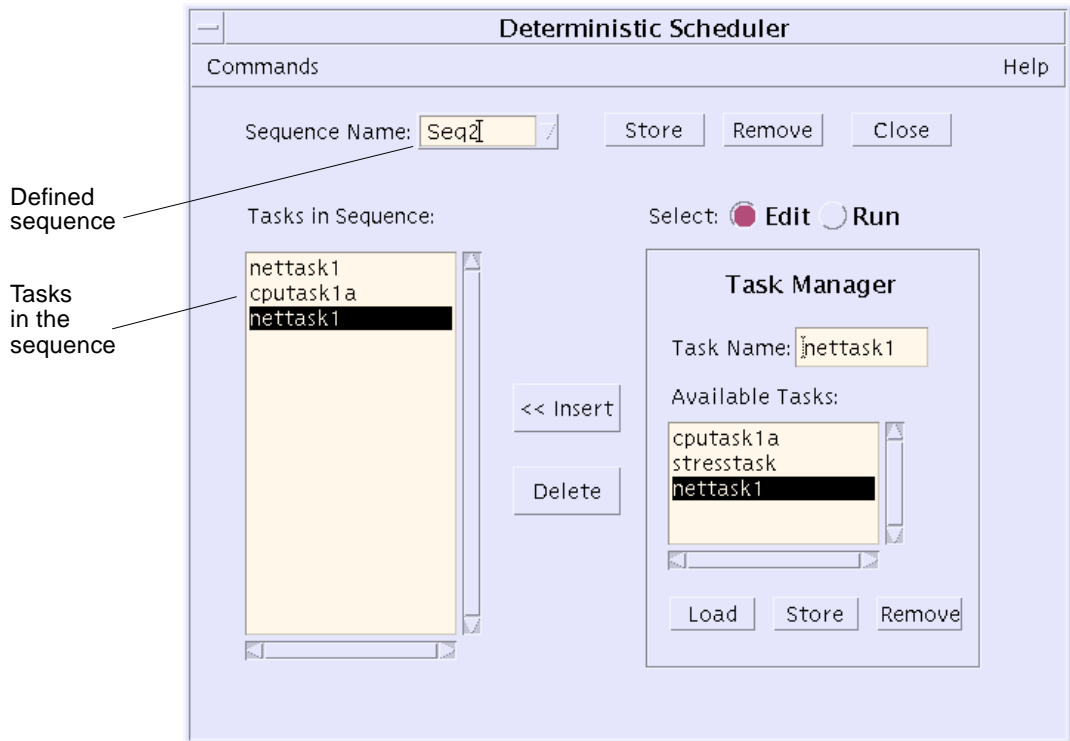 Deterministic Scheduler
Commands Help
Sequence Name: Seq2 Store Remove Close
Defined
sequence
Tasks in Sequence: Select: Edit Run
nettask1
cputask1a
nettask1
Tasks
in the
sequence
Task Manager
Task Name: nettask1
<< Insert
Delete
Available Tasks:
cputask1a
stresstask
nettask1
Load Store Remove